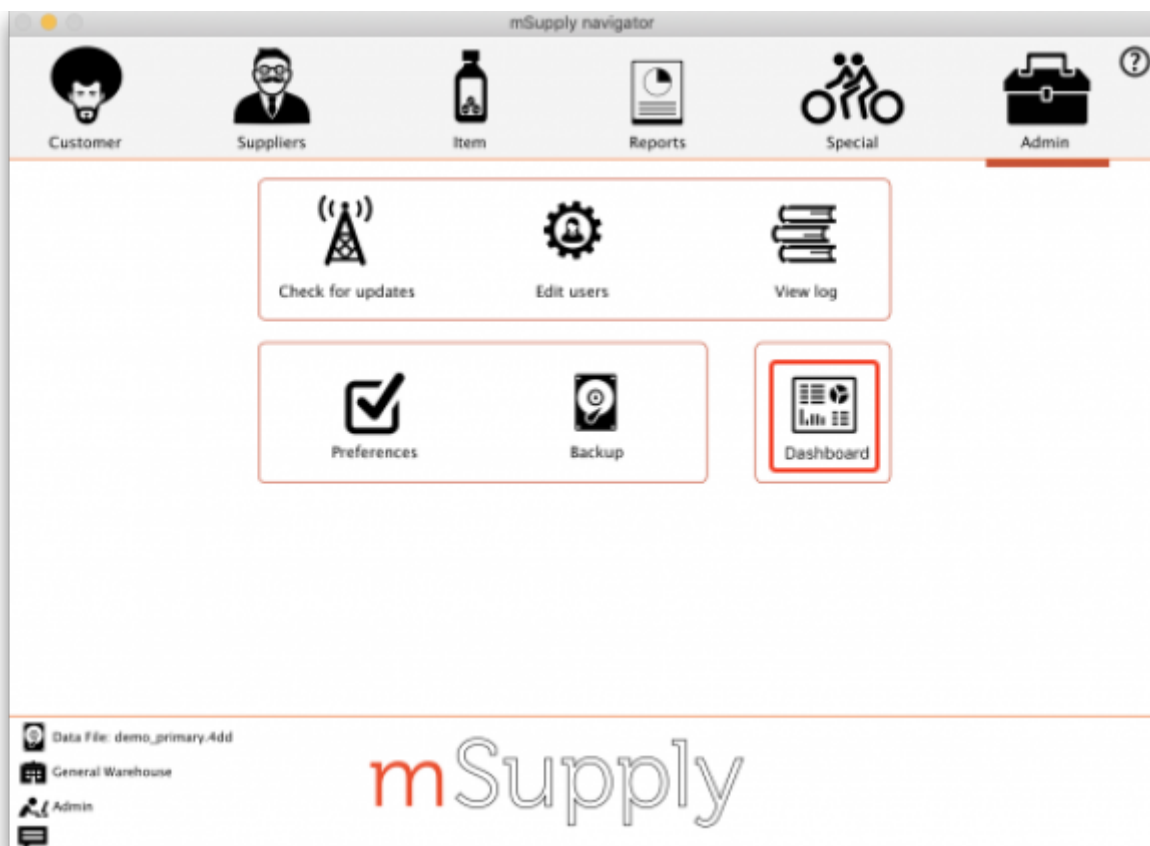 mSupply navigator
Customer Suppliers Item Reports Special Admin ?
Check for updates Edit users View log
Preferences Backup Dashboard
Data File: demo_primary.4dd
General Warehouse
Admin
mSupply